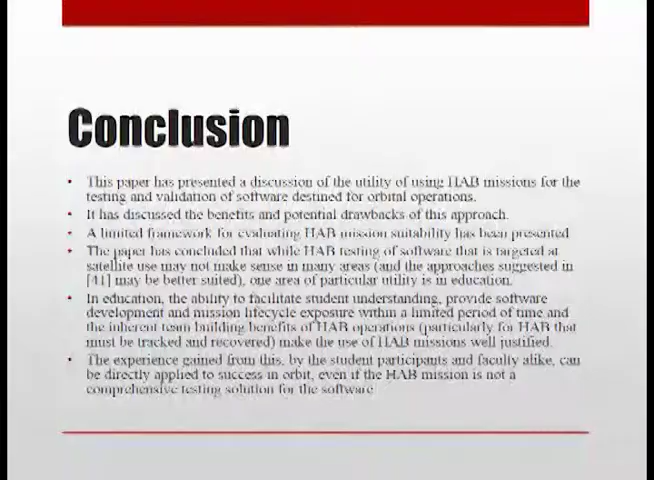 Conclusion
• This paper has presented a discussion of the utility of using HAB missions for the
testing and validation of software destined for orbital operations.
• It has discussed the benefits and potential drawbacks of this approach.
• A limited framework for evaluating HAB mission suitability has been presented
• The paper has concluded that while HAB testing of software that is targeted at
satellite use may not make sense in many areas (and the approaches suggested in
[41] may be better suited), one area of particular utility is in education.
• In education, the ability to facilitate student understanding, provide software
development and mission lifecycle exposure within a limited period of time and
the inherent team building benefits of HAB operations (particularly for HAB that
must be tracked and recovered) make the use of HAB missions well justified.
• The experience gained from this, by the student participants and faculty alike, can
be directly applied to success in orbit, even if the HAB mission is not a
comprehensive testing solution for the software